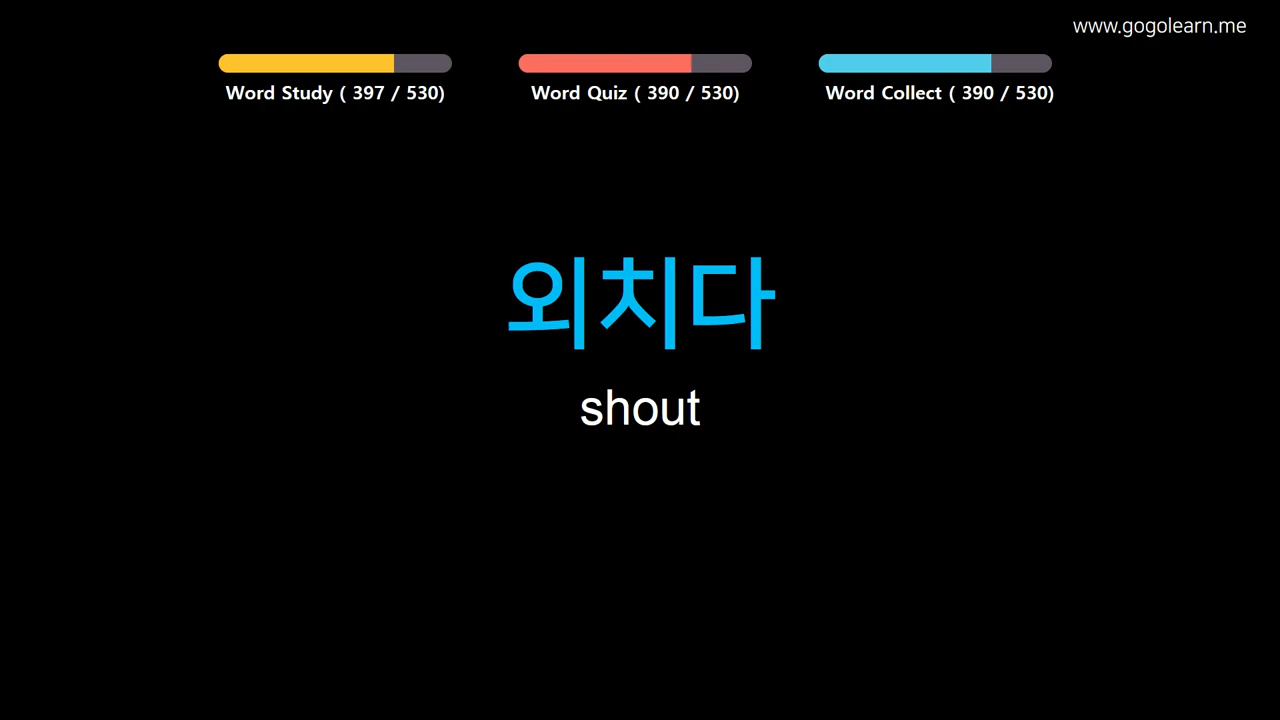 www.gogolearn.me
Word Study ( 397 / 530)
Word Quiz ( 390 / 530)
Word Collect ( 390 / 530)
외치다
shout